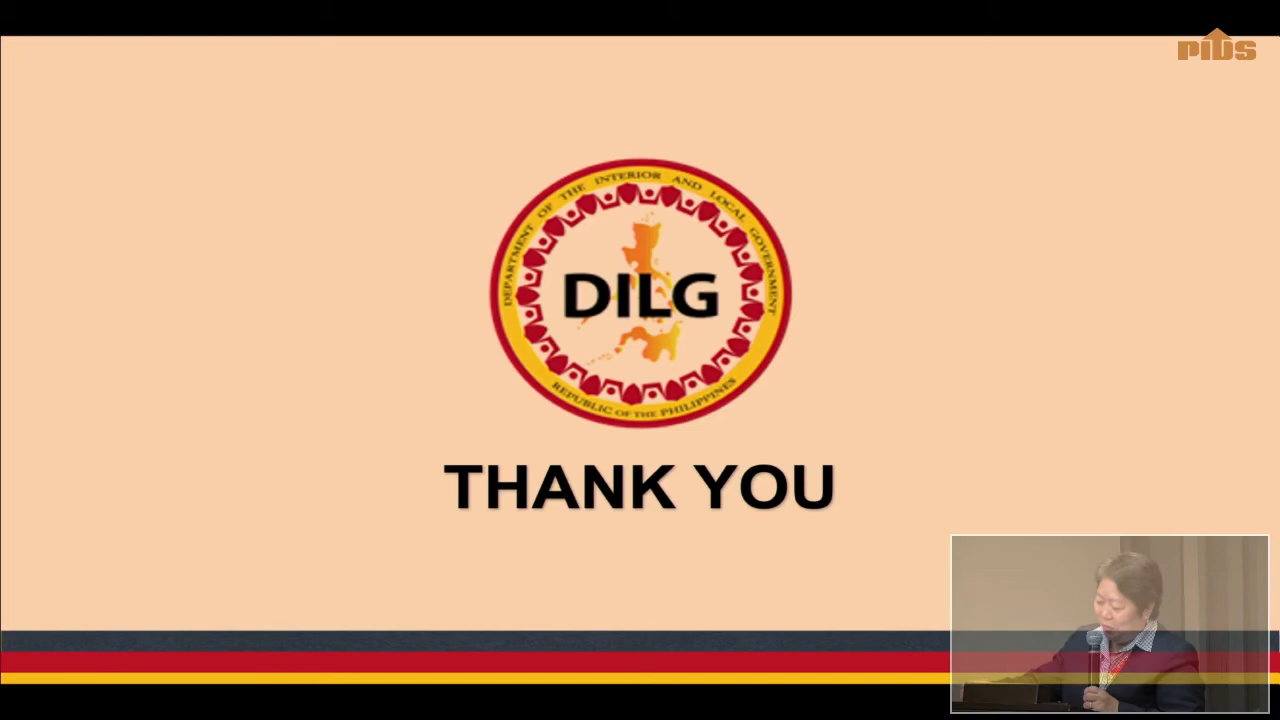 PIDS
DEPARTMENT OF THE INTERIOR AND LOCAL GOVERNMENT
DILG
REPUBLIC OF THE PHILIPPINES
THANK YOU